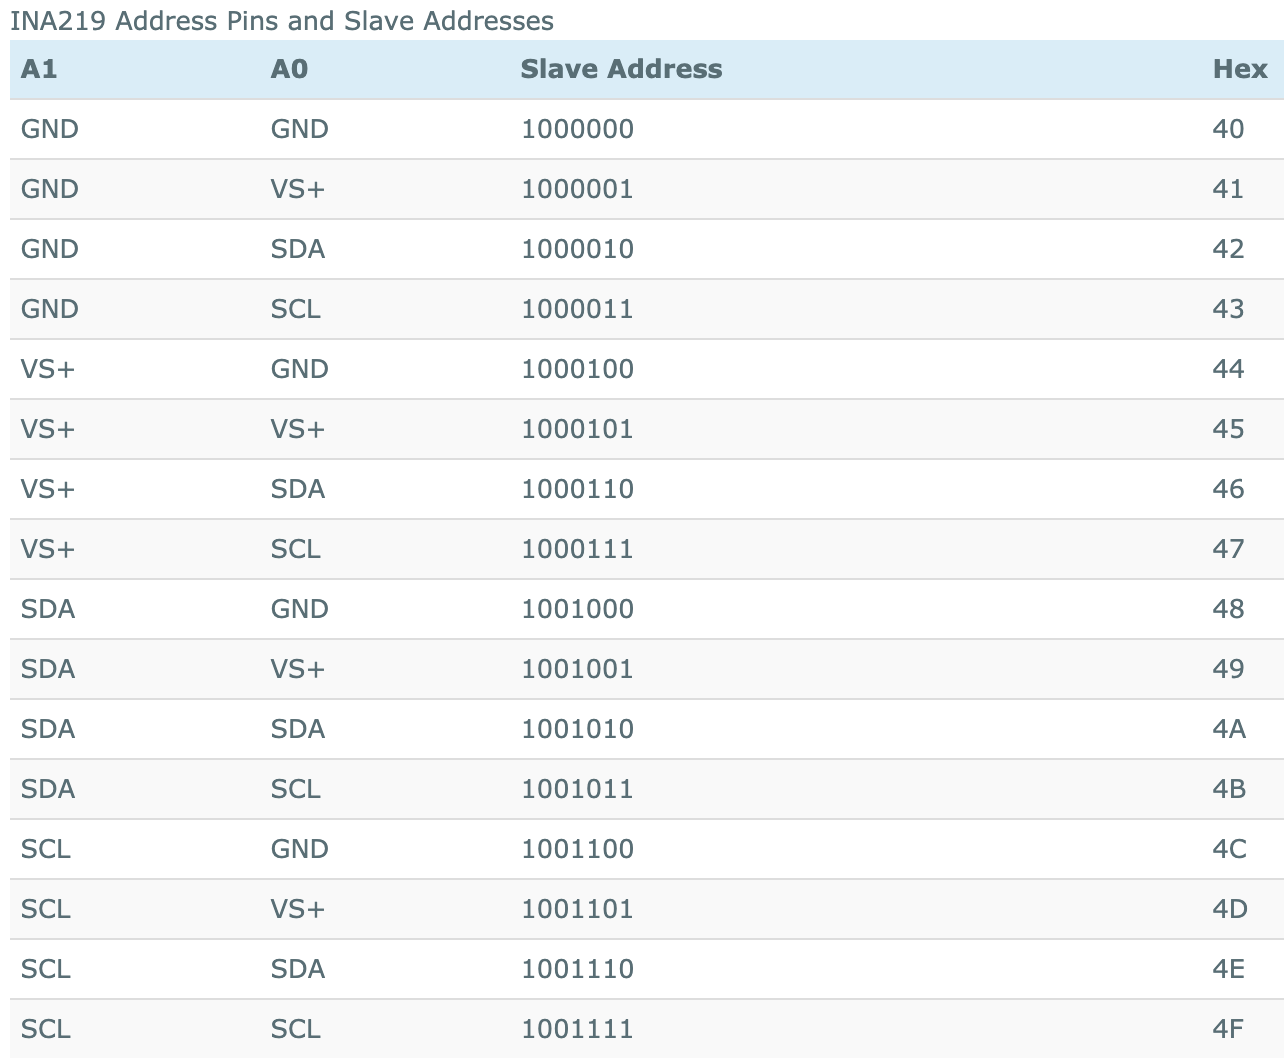 INA219 Address Pins and Slave Addresses
A1 A0 Slave Address Hex
GND GND 1000000 40
GND VS+ 1000001 41
GND SDA 1000010 42
GND SCL 1000011 43
VS+ GND 1000100 44
VS+ VS+ 1000101 45
VS+ SDA 1000110 46
VS+ SCL 1000111 47
SDA GND 1001000 48
SDA VS+ 1001001 49
SDA SDA 1001010 4A
SDA SCL 1001011 4B
SCL GND 1001100 4C
SCL VS+ 1001101 4D
SCL SDA 1001110 4E
SCL SCL 1001111 4F